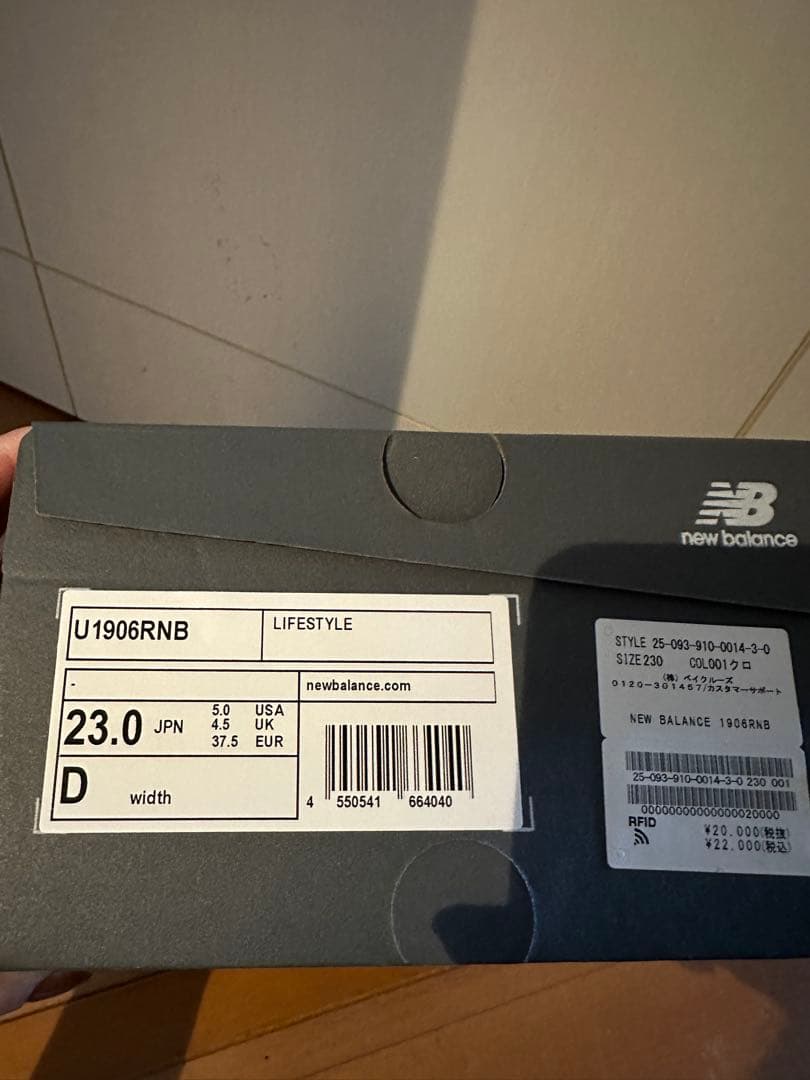 new balance
U1906RNB
LIFESTYLE
-
newbalance.com
23.0 JPN
5.0 USA
4.5 UK
37.5 EUR
D width
4 550541 664040
STYLE 25-093-910-0014-3-0
SIZE230 COL001クロ
(株) ベイクルーズ
0120-301457/カスタマーサポート
NEW BALANCE 1906RNB
25-093-910-0014-3-0 230 001
00000000000000020000
RFID
¥20.000(税抜)
¥22.000(税込)